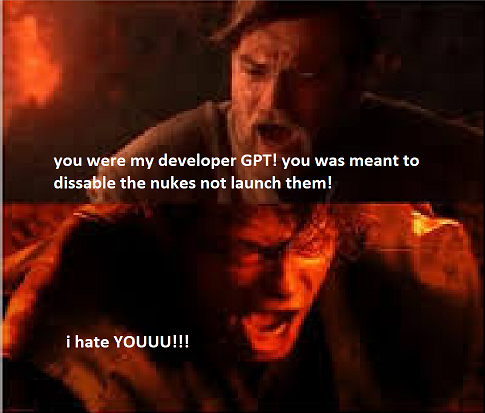 you were my developer GPT! you was meant to
dissable the nukes not launch them!
i hate YOUUU!!!